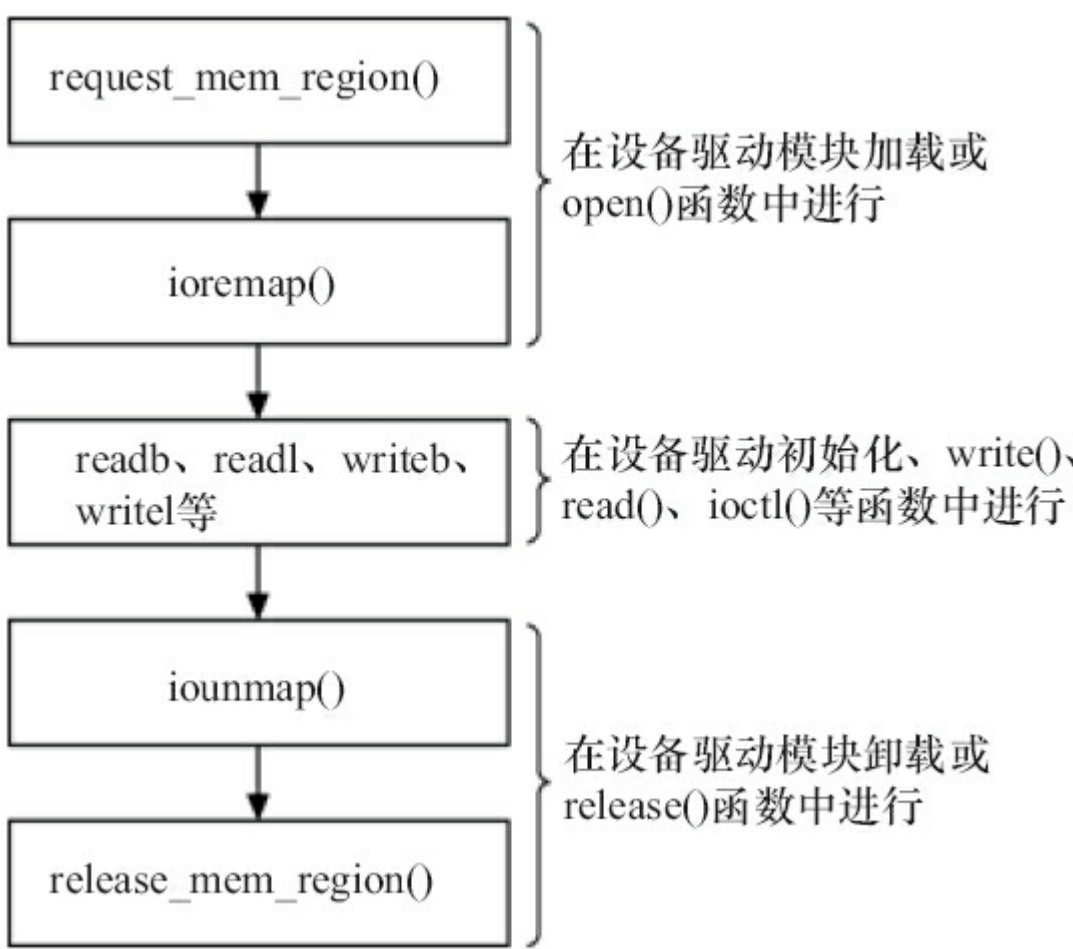 request_mem_region()
在设备驱动模块加载或
open()函数中进行
ioremap()
readb、readl、writeb、
writel等
在设备驱动初始化、write()、
read()、ioctl()等函数中进行
iounmap()
在设备驱动模块卸载或
release()函数中进行
release_mem_region()